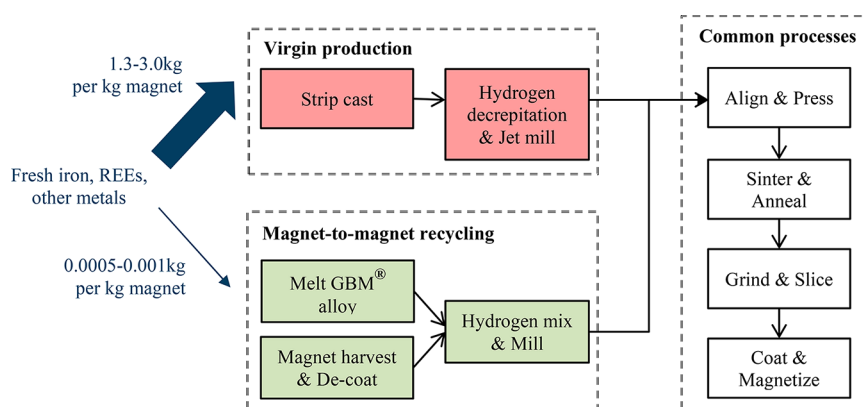 Virgin production
Common processes
1.3-3.0kg
per kg magnet
Strip cast
Hydrogen
decrepitation
& Jet mill
Align & Press
Fresh iron, REEs,
other metals
Sinter &
Anneal
Magnet-to-magnet recycling
0.0005-0.001kg
per kg magnet
Melt GBM®
alloy
Hydrogen mix
& Mill
Magnet harvest
& De-coat
Grind & Slice
Coat &
Magnetize